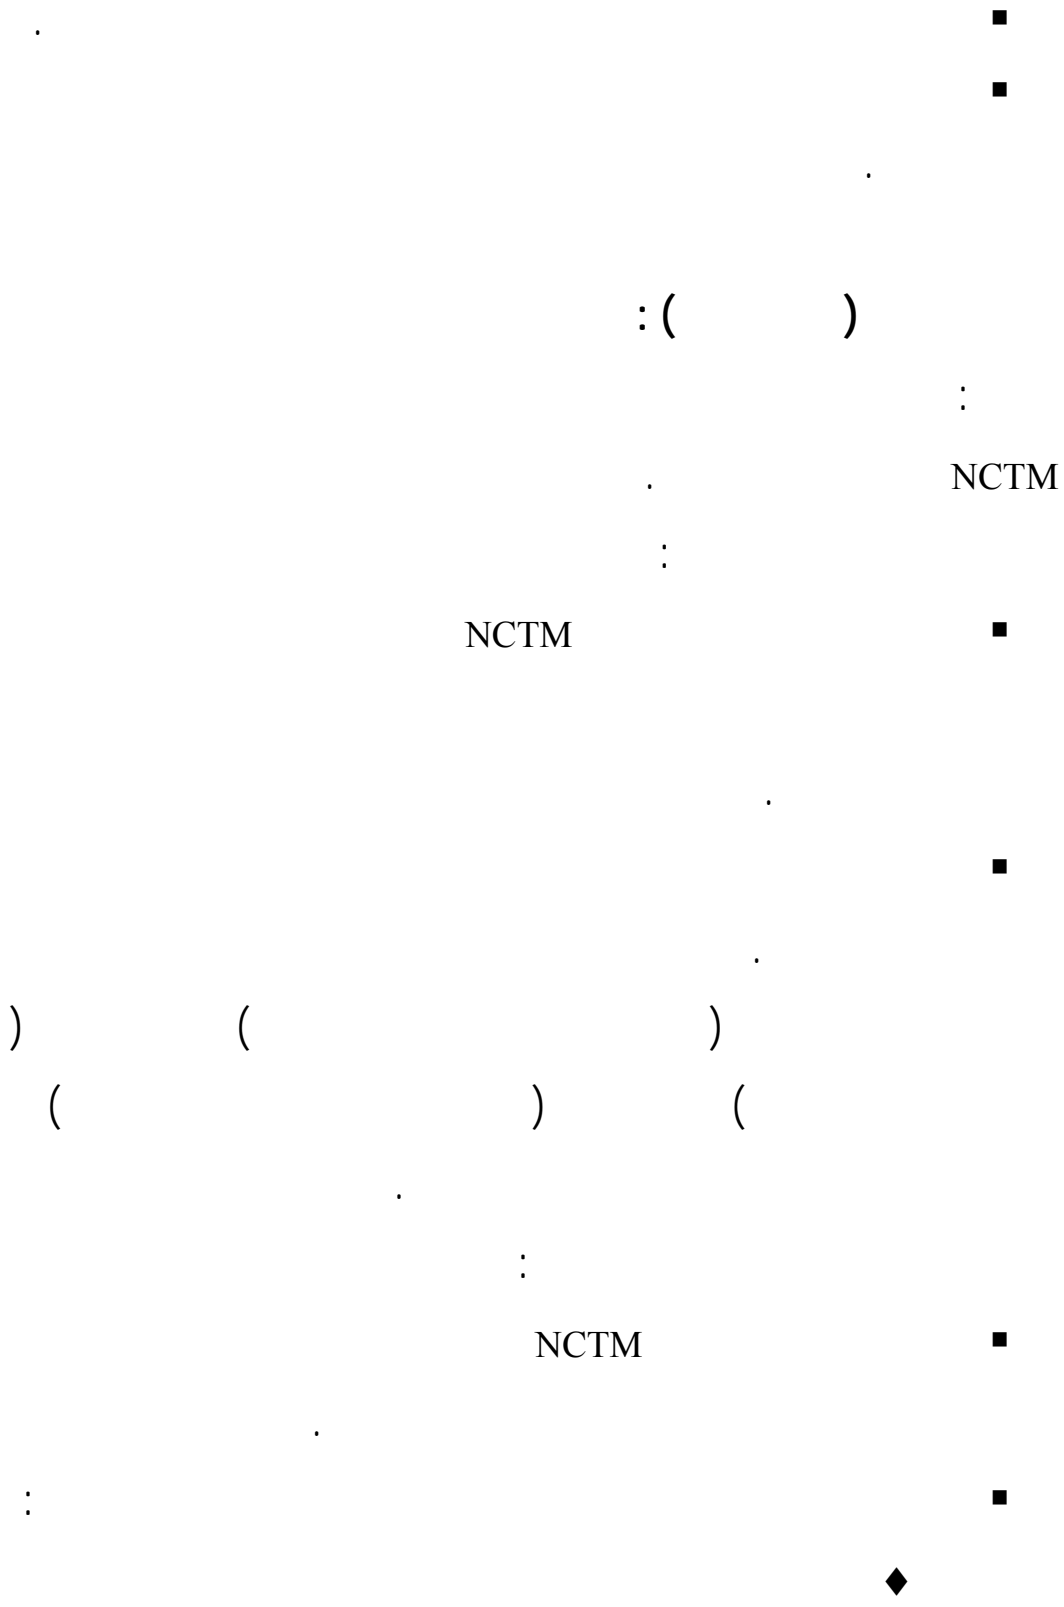 ▪ .
▪
.
( ) :
:
NCTM .
:
▪ NCTM
.
▪
.
( ) (
) ( )
.
:
▪ NCTM
.
▪ :
♦